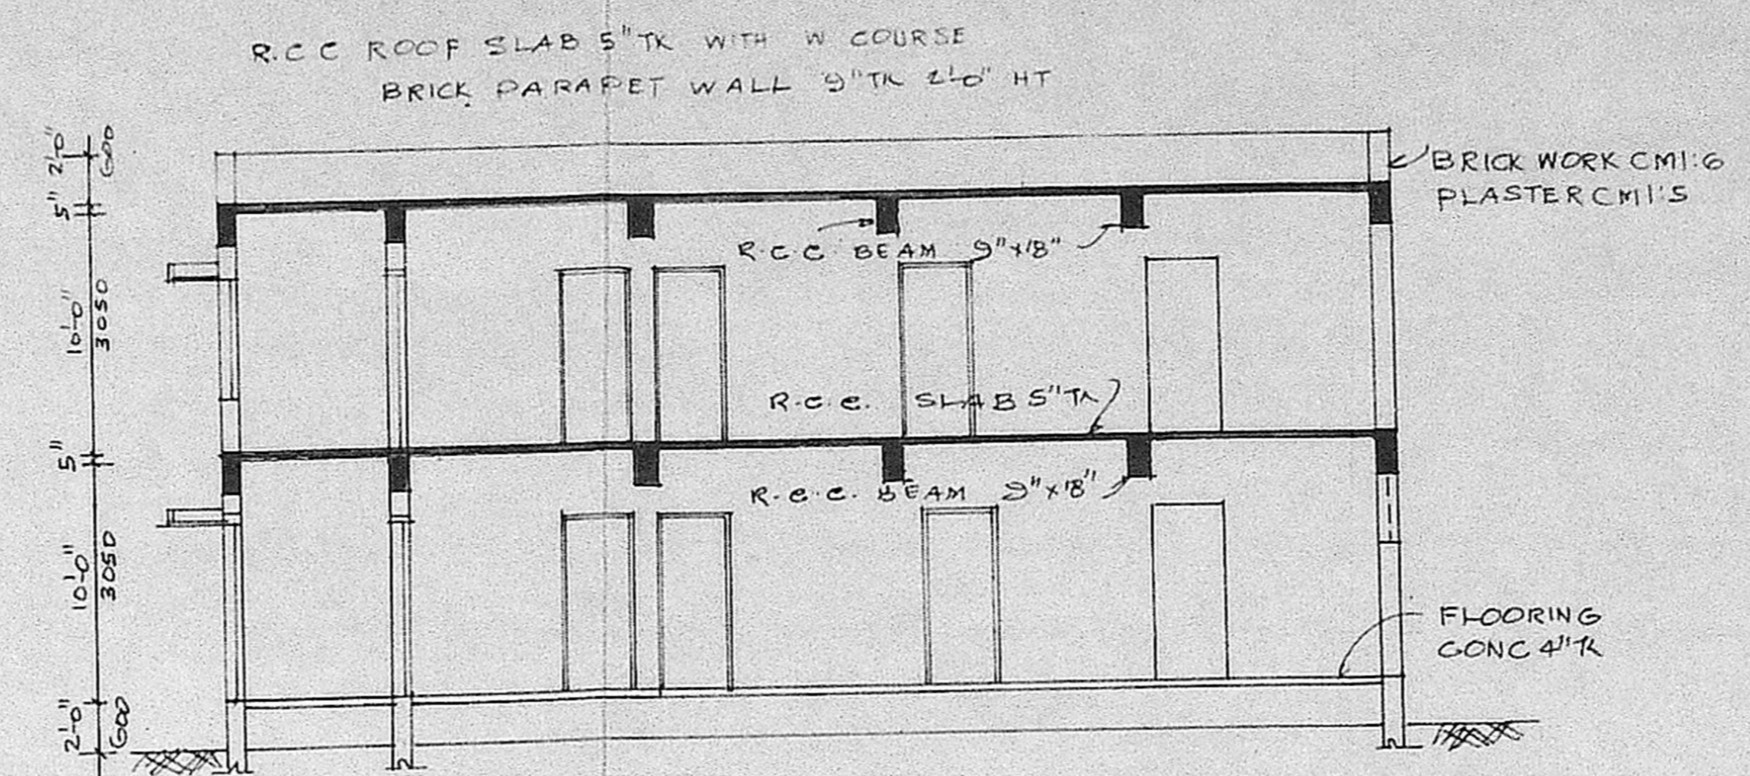 R.C.C ROOF SLAB 5"TK WITH W COURSE
BRICK PARAPET WALL 9"TK 2'-0" HT
2'-0"
600
BRICK WORK CM1:6
PLASTER CM1:5
5"
R.C.C. BEAM 9"x18"
10'-0"
3050
R.C.C. SLAB 5"TK
5"
R.C.C. BEAM 9"x18"
10'-0"
3050
FLOORING
CONC 4"TK
2'-0"
600